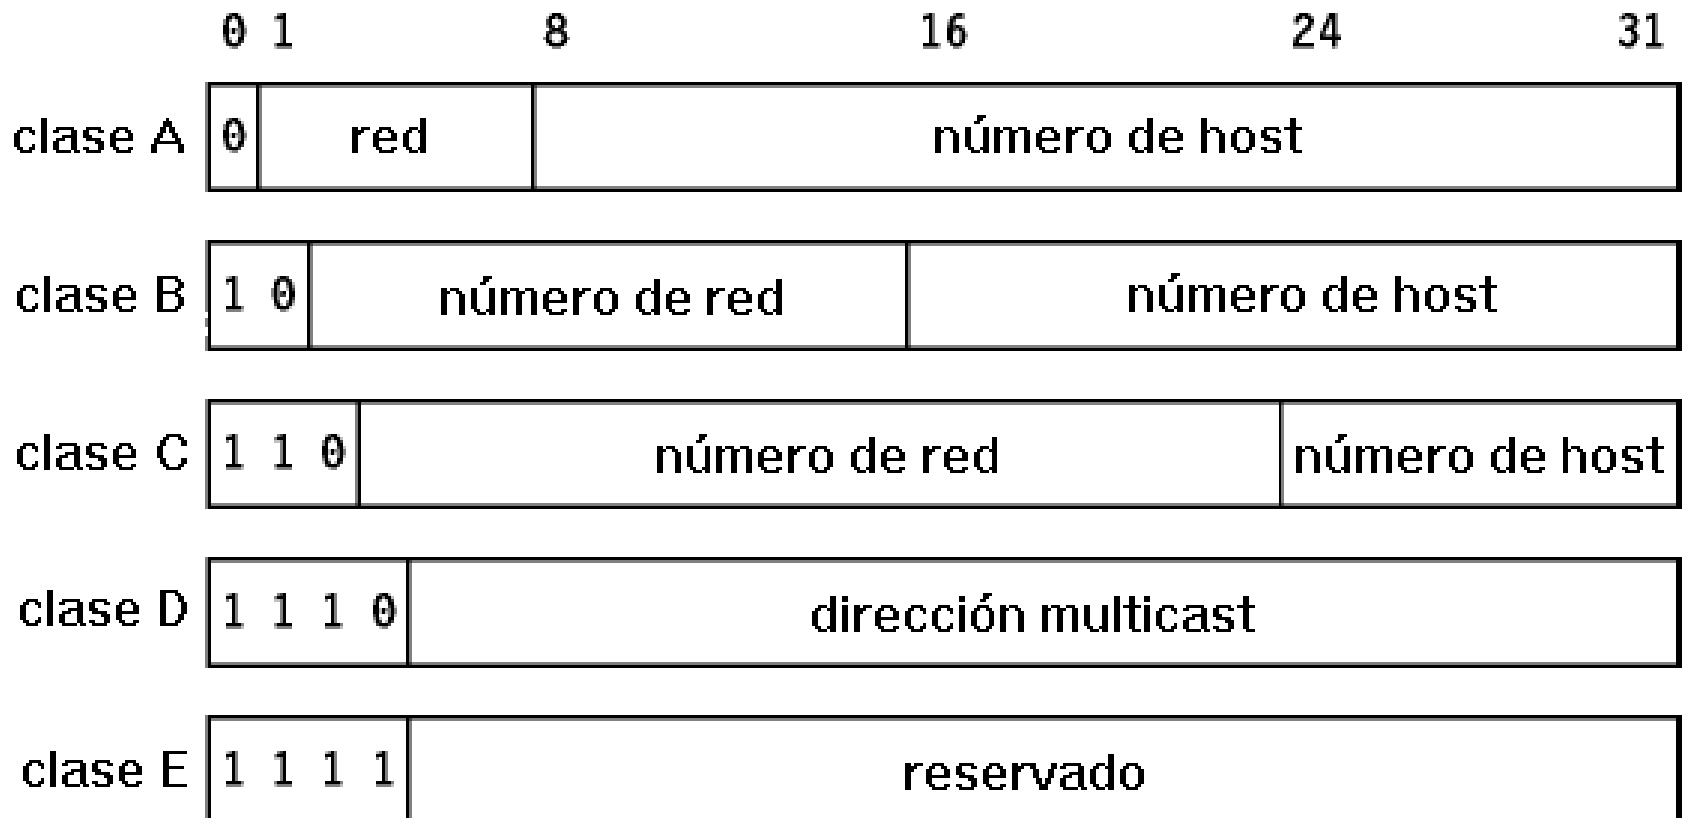 0 1 8 16 24 31
clase A 0 red número de host
clase B 1 0 número de red número de host
clase C 1 1 0 número de red número de host
clase D 1 1 1 0 dirección multicast
clase E 1 1 1 1 reservado